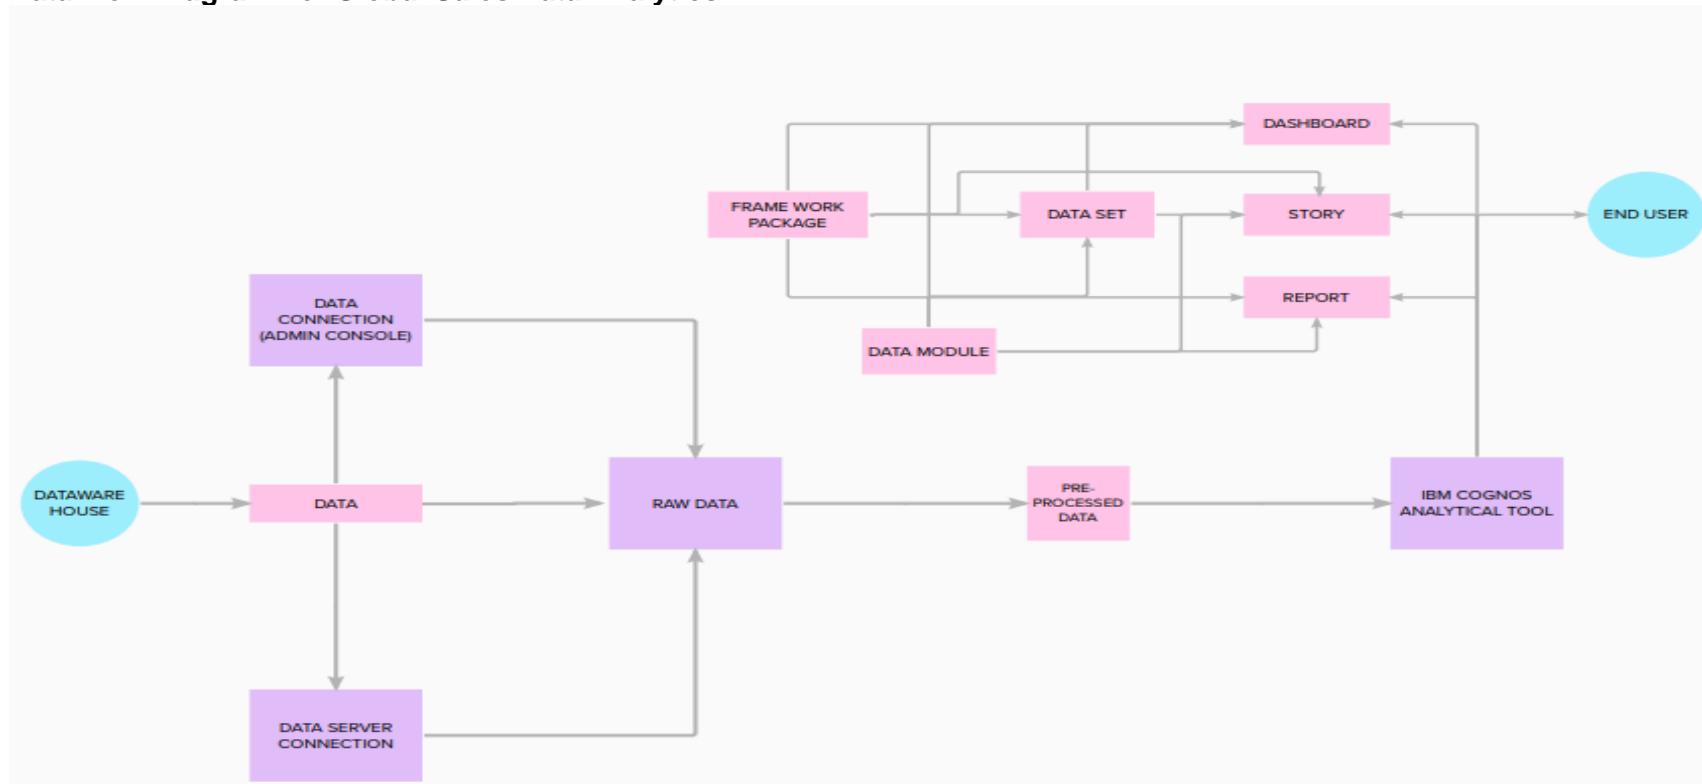 DASHBOARD
FRAME WORK
PACKAGE
DATA SET
STORY
END USER
REPORT
DATA MODULE
DATA
CONNECTION
(ADMIN CONSOLE)
DATAWARE
HOUSE
DATA
RAW DATA
PRE-
PROCESSED
DATA
IBM COGNOS
ANALYTICAL TOOL
DATA SERVER
CONNECTION